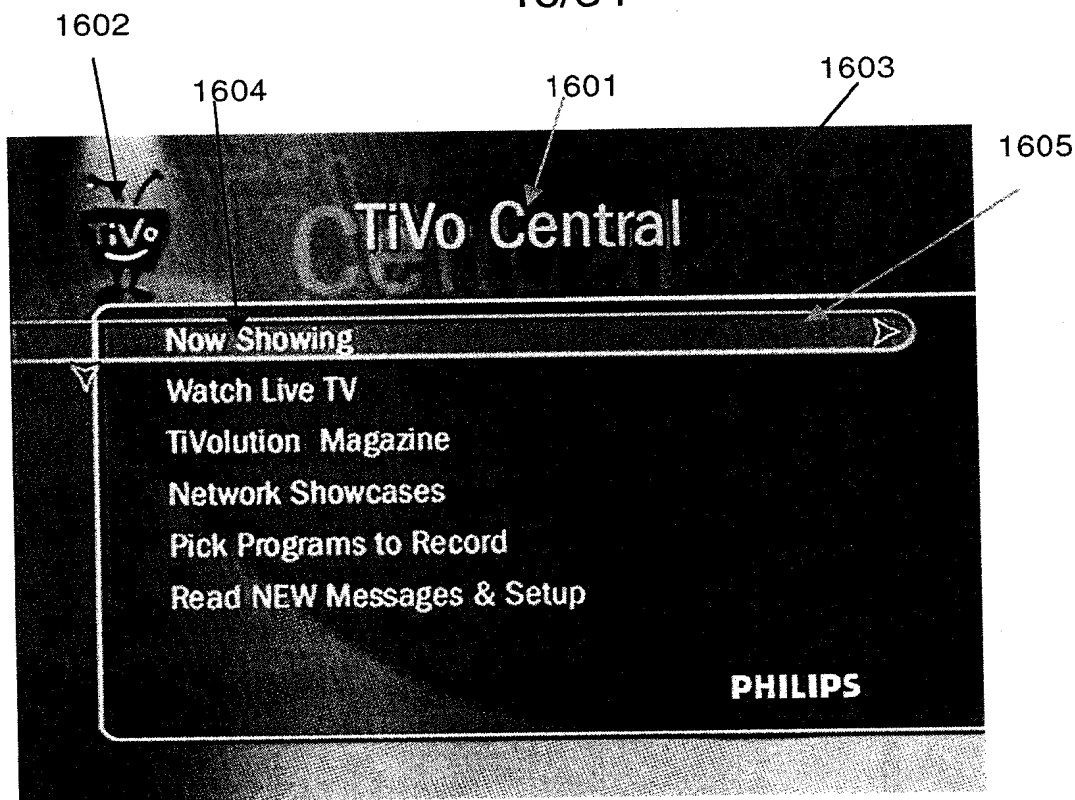 1602
1604
1601
1603
1605
TiVo
TiVo Central
Central
Now Showing
Watch Live TV
TiVolution Magazine
Network Showcases
Pick Programs to Record
Read NEW Messages & Setup
PHILIPS